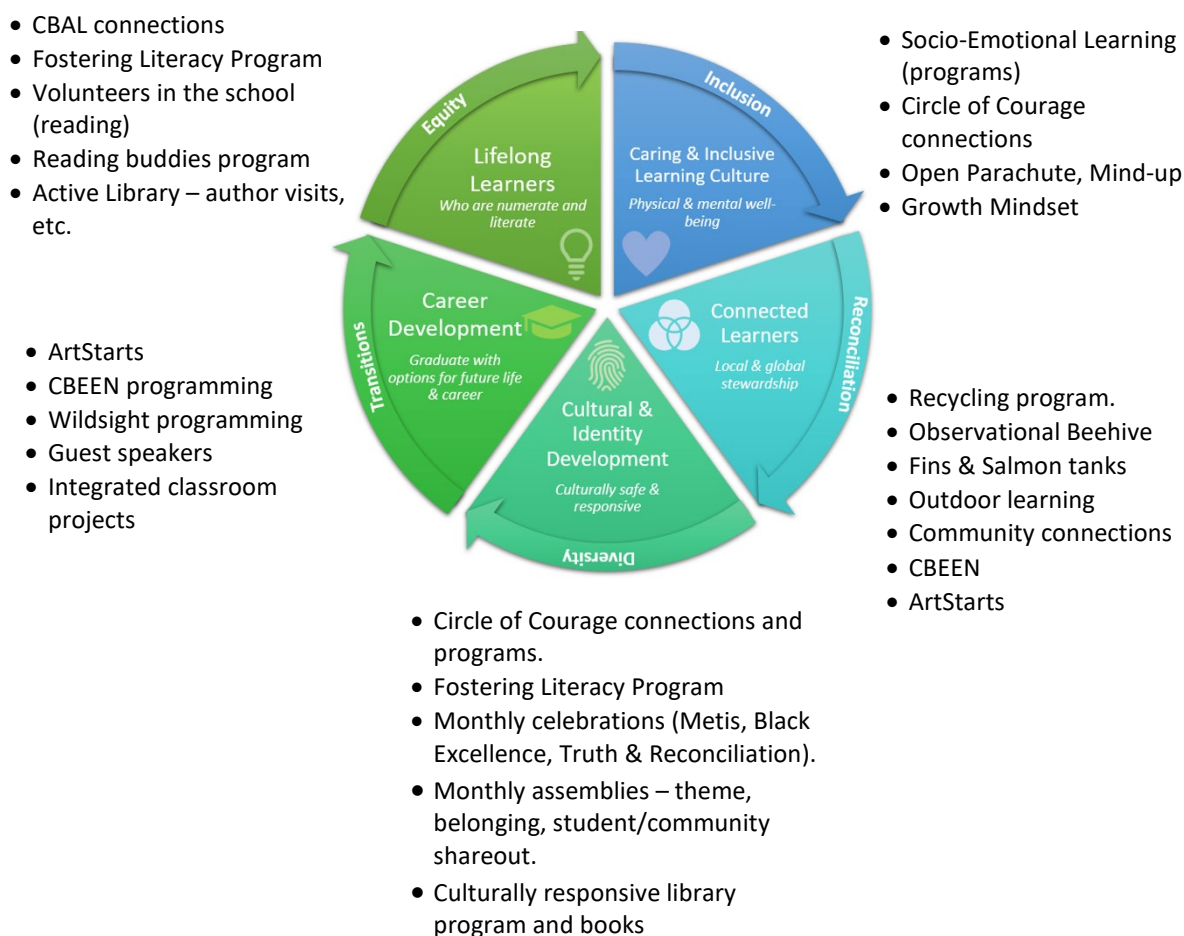 • CBAL connections
• Fostering Literacy Program
• Volunteers in the school
(reading)
• Reading buddies program
• Active Library – author visits,
etc.
Equity
Lifelong
Learners
Who are numerate and
literate
Inclusion
Caring & Inclusive
Learning Culture
Physical & mental well-
being
• Socio-Emotional Learning
(programs)
• Circle of Courage
connections
• Open Parachute, Mind-up
• Growth Mindset
• ArtStarts
• CBEEN programming
• Wildsight programming
• Guest speakers
• Integrated classroom
projects
Transitions
Career
Development
Graduate with
options for future life
& career
Connected
Learners
Local & global
stewardship
Reconciliation
• Recycling program.
• Observational Beehive
• Fins & Salmon tanks
• Outdoor learning
• Community connections
• CBEEN
• ArtStarts
Cultural &
Identity
Development
Culturally safe &
responsive
Diversity
• Circle of Courage connections and
programs.
• Fostering Literacy Program
• Monthly celebrations (Metis, Black
Excellence, Truth & Reconciliation).
• Monthly assemblies – theme,
belonging, student/community
shareout.
• Culturally responsive library
program and books